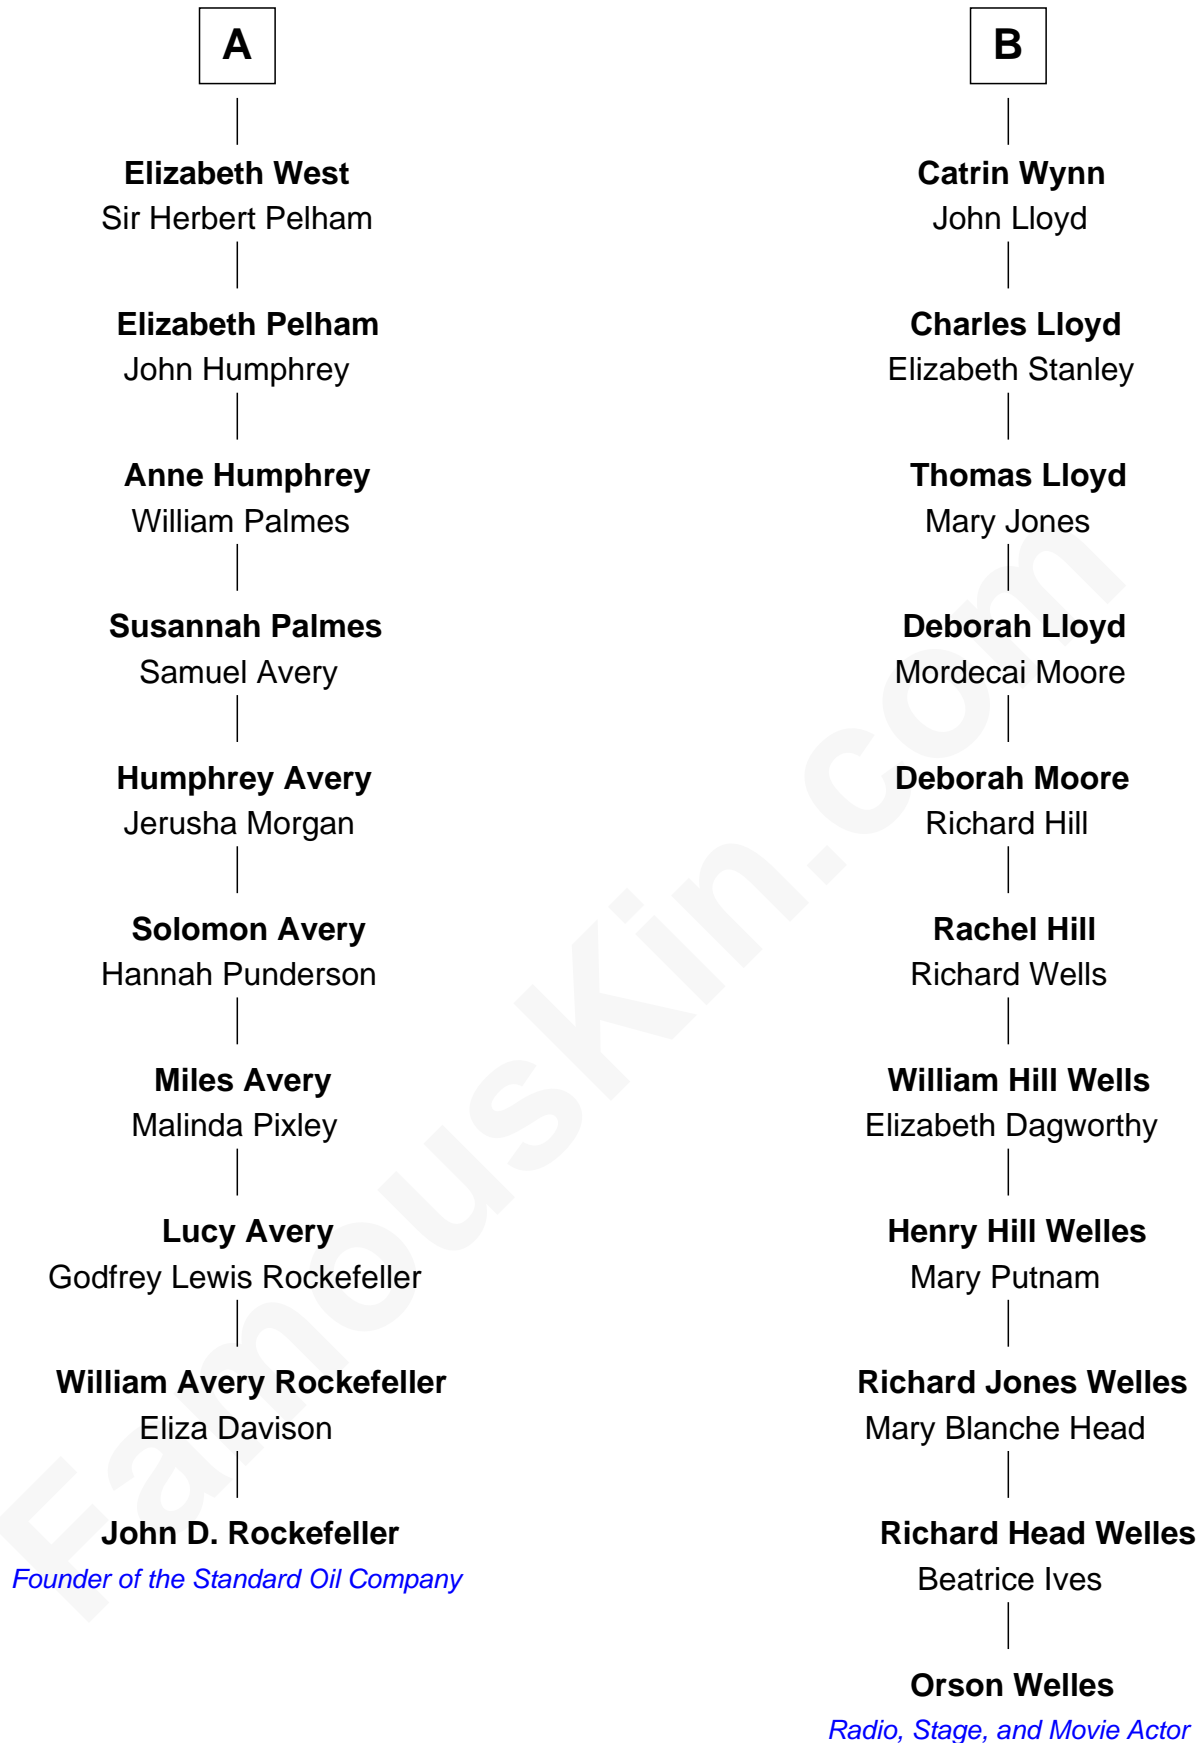 A
Elizabeth West
Sir Herbert Pelham
Elizabeth Pelham
John Humphrey
Anne Humphrey
William Palmes
Susannah Palmes
Samuel Avery
Humphrey Avery
Jerusha Morgan
Solomon Avery
Hannah Punderson
Miles Avery
Malinda Pixley
Lucy Avery
Godfrey Lewis Rockefeller
William Avery Rockefeller
Eliza Davison
John D. Rockefeller
Founder of the Standard Oil Company
B
Catrin Wynn
John Lloyd
Charles Lloyd
Elizabeth Stanley
Thomas Lloyd
Mary Jones
Deborah Lloyd
Mordecai Moore
Deborah Moore
Richard Hill
Rachel Hill
Richard Wells
William Hill Wells
Elizabeth Dagworthy
Henry Hill Welles
Mary Putnam
Richard Jones Welles
Mary Blanche Head
Richard Head Welles
Beatrice Ives
Orson Welles
Radio, Stage, and Movie Actor
FamousKin.com